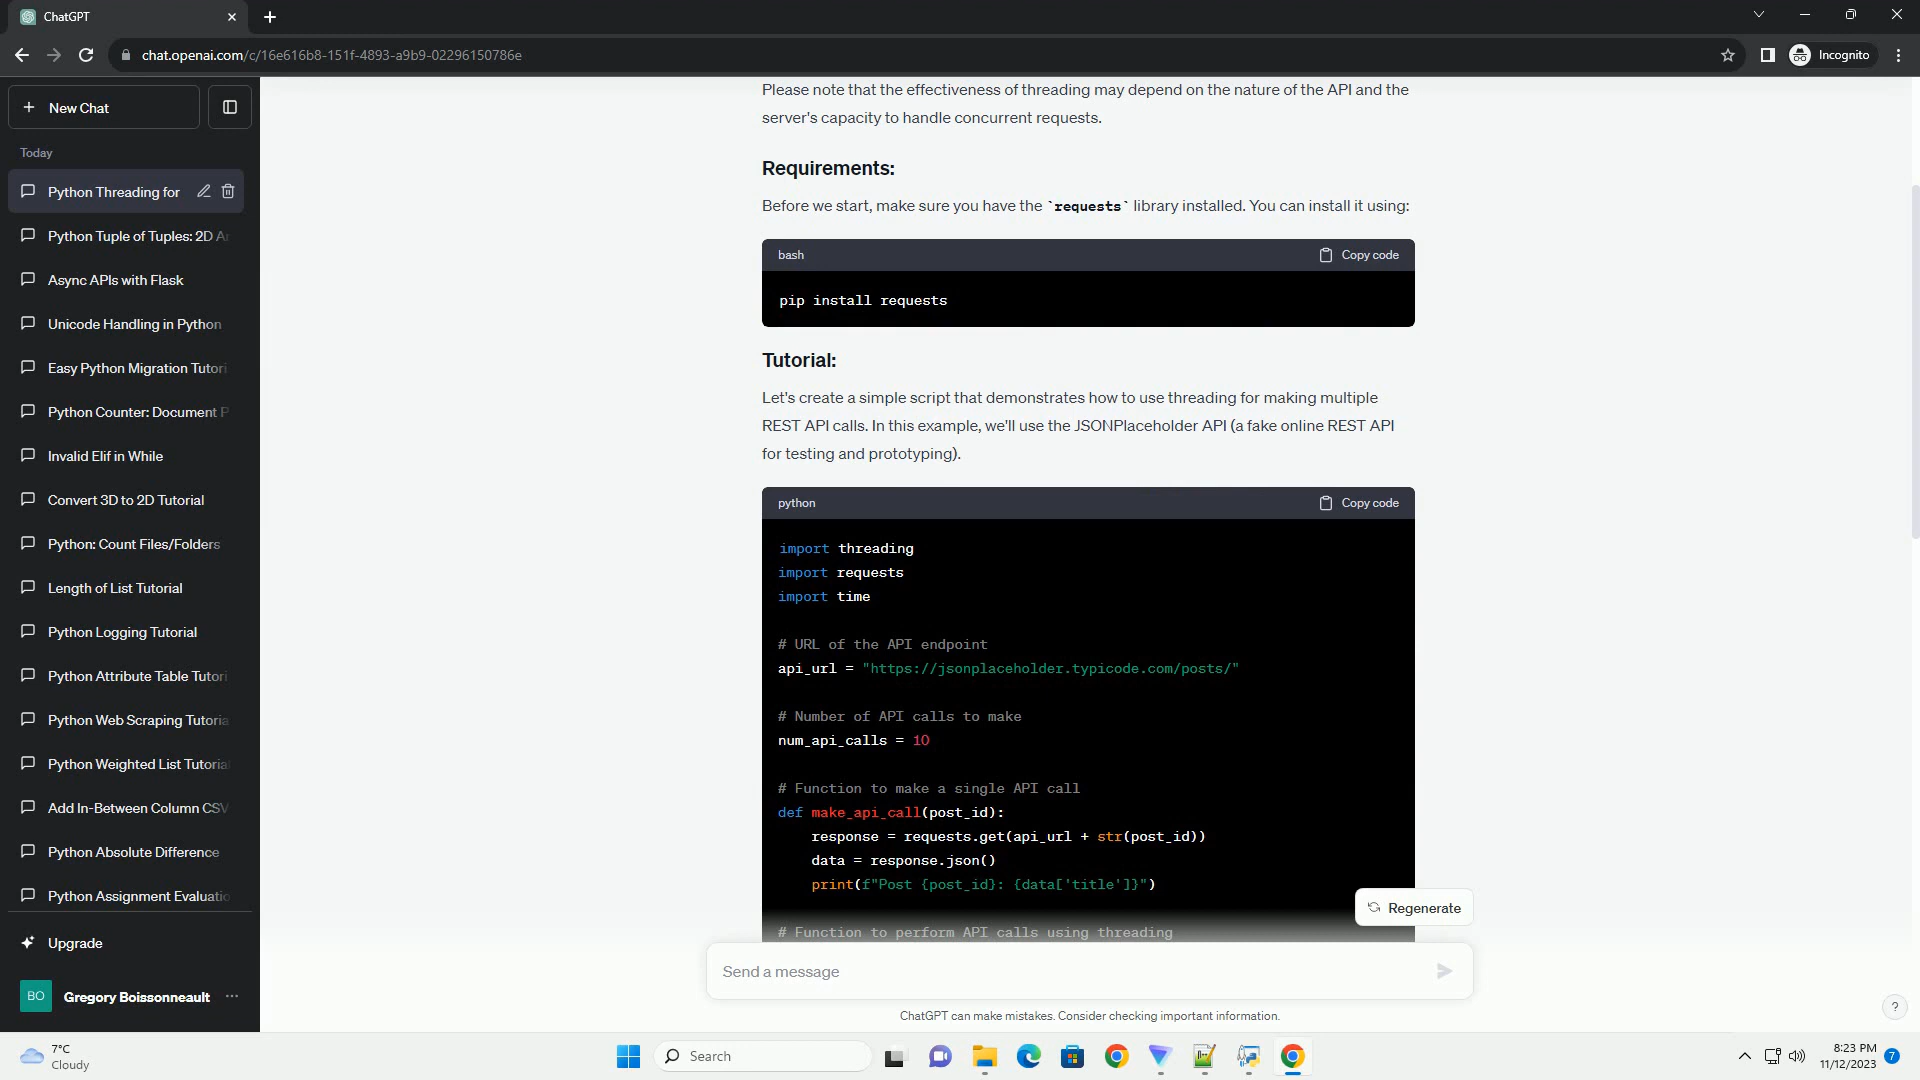 ChatGPT
chat.openai.com/c/16e616b8-151f-4893-a9b9-02296150786e
Incognito
New Chat
Today
Python Threading for
Python Tuple of Tuples: 2D Ar
Async APIs with Flask
Unicode Handling in Python
Easy Python Migration Tutori
Python Counter: Document P
Invalid Elif in While
Convert 3D to 2D Tutorial
Python: Count Files/Folders
Length of List Tutorial
Python Logging Tutorial
Python Attribute Table Tutori
Python Web Scraping Tutoria
Python Weighted List Tutoria
Add In-Between Column CSV
Python Absolute Difference
Python Assignment Evaluatio
Upgrade
BO
Gregory Boissonneault
Please note that the effectiveness of threading may depend on the nature of the API and the
server's capacity to handle concurrent requests.
Requirements:
Before we start, make sure you have the `requests` library installed. You can install it using:
bash
Copy code
pip install requests
Tutorial:
Let's create a simple script that demonstrates how to use threading for making multiple
REST API calls. In this example, we'll use the JSONPlaceholder API (a fake online REST API
for testing and prototyping).
python
Copy code
import threading
import requests
import time
# URL of the API endpoint
api_url = "https://jsonplaceholder.typicode.com/posts/"
# Number of API calls to make
num_api_calls = 10
# Function to make a single API call
def make_api_call(post_id):
    response = requests.get(api_url + str(post_id))
    data = response.json()
    print(f"Post {post_id}: {data['title']}")
# Function to perform API calls using threading
Regenerate
Send a message
ChatGPT can make mistakes. Consider checking important information.
?
7°C
Cloudy
Search
8:23 PM
11/12/2023
7